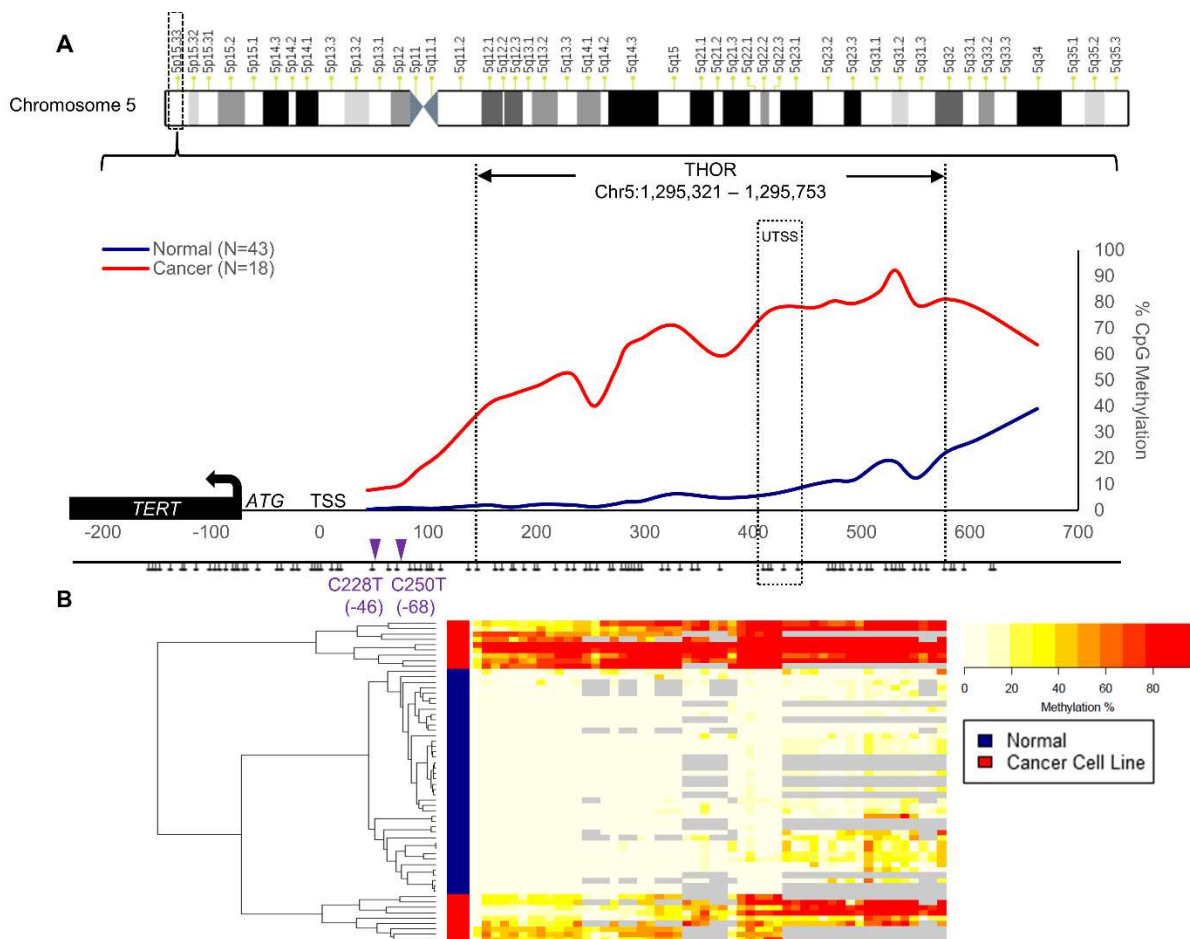 A
5p15.33 5p15.32 5p15.31 5p15.2 5p15.1 5p14.3 5p14.2 5p14.1 5p13.3 5p13.2 5p13.1 5p12 5p11 5q11.1 5q11.2 5q12.1 5q12.2 5q12.3 5q13.1 5q13.2 5q13.3 5q14.1 5q14.2 5q14.3 5q15 5q21.1 5q21.2 5q21.3 5q22.1 5q22.2 5q22.3 5q23.1 5q23.2 5q23.3 5q31.1 5q31.2 5q31.3 5q32 5q33.1 5q33.2 5q33.3 5q34 5q35.1 5q35.2 5q35.3
Chromosome 5
THOR
Chr5:1,295,321 – 1,295,753
UTSS
Normal (N=43)
Cancer (N=18)
100
90
80
70
60
50
40
30
20
10
0
% CpG Methylation
TERT ATG TSS
-200 -100 0 100 200 300 400 500 600 700
C228T C250T
(-46) (-68)
B
0 20 40 60 80
Methylation %
Normal
Cancer Cell Line